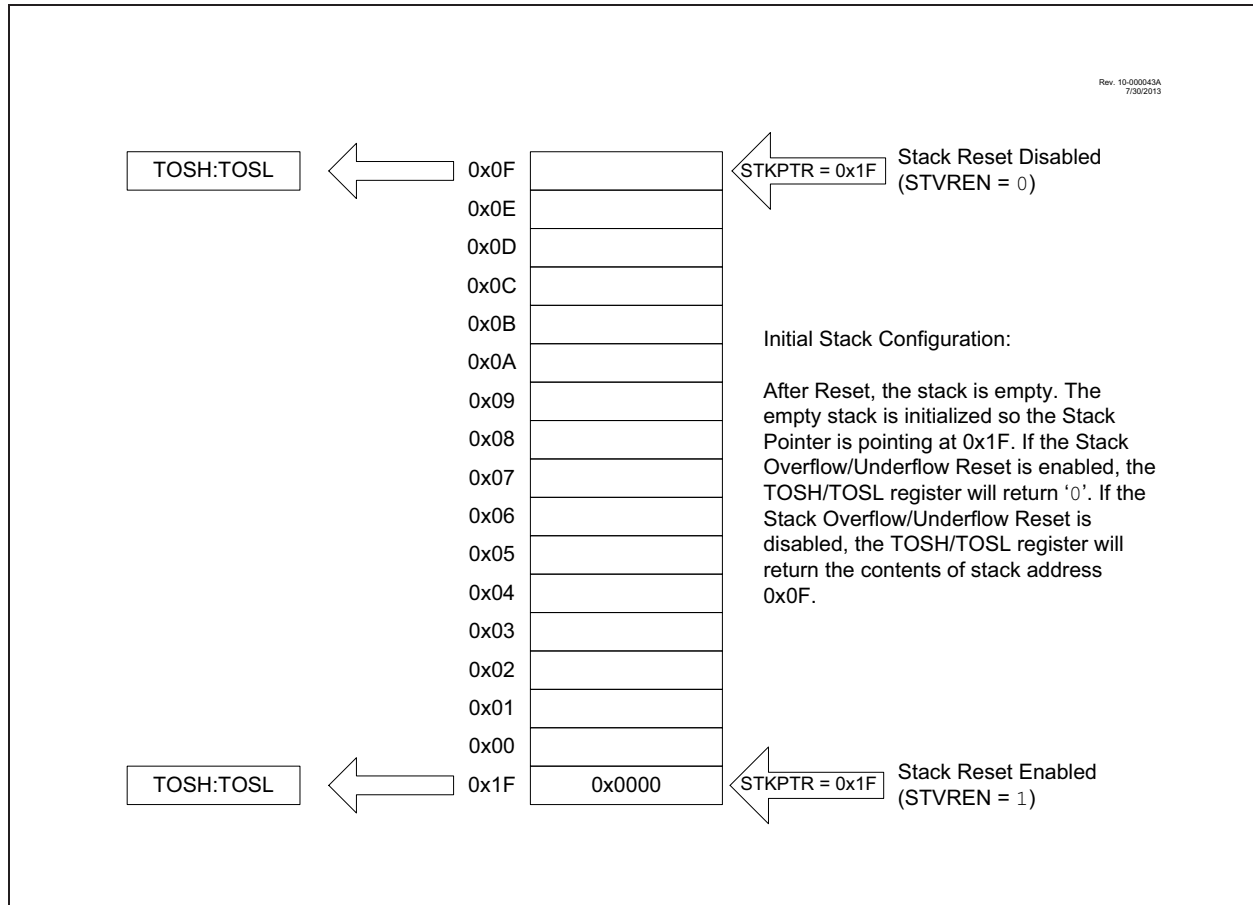 Rev. 10-000043A
7/30/2013
TOSH:TOSL
0x0F
STKPTR = 0x1F
Stack Reset Disabled
(STVREN = 0)
0x0E
0x0D
0x0C
0x0B
0x0A
0x09
0x08
0x07
0x06
0x05
0x04
0x03
0x02
0x01
0x00
Initial Stack Configuration:
After Reset, the stack is empty. The
empty stack is initialized so the Stack
Pointer is pointing at 0x1F. If the Stack
Overflow/Underflow Reset is enabled, the
TOSH/TOSL register will return ‘0’. If the
Stack Overflow/Underflow Reset is
disabled, the TOSH/TOSL register will
return the contents of stack address
0x0F.
TOSH:TOSL
0x1F
0x0000
STKPTR = 0x1F
Stack Reset Enabled
(STVREN = 1)